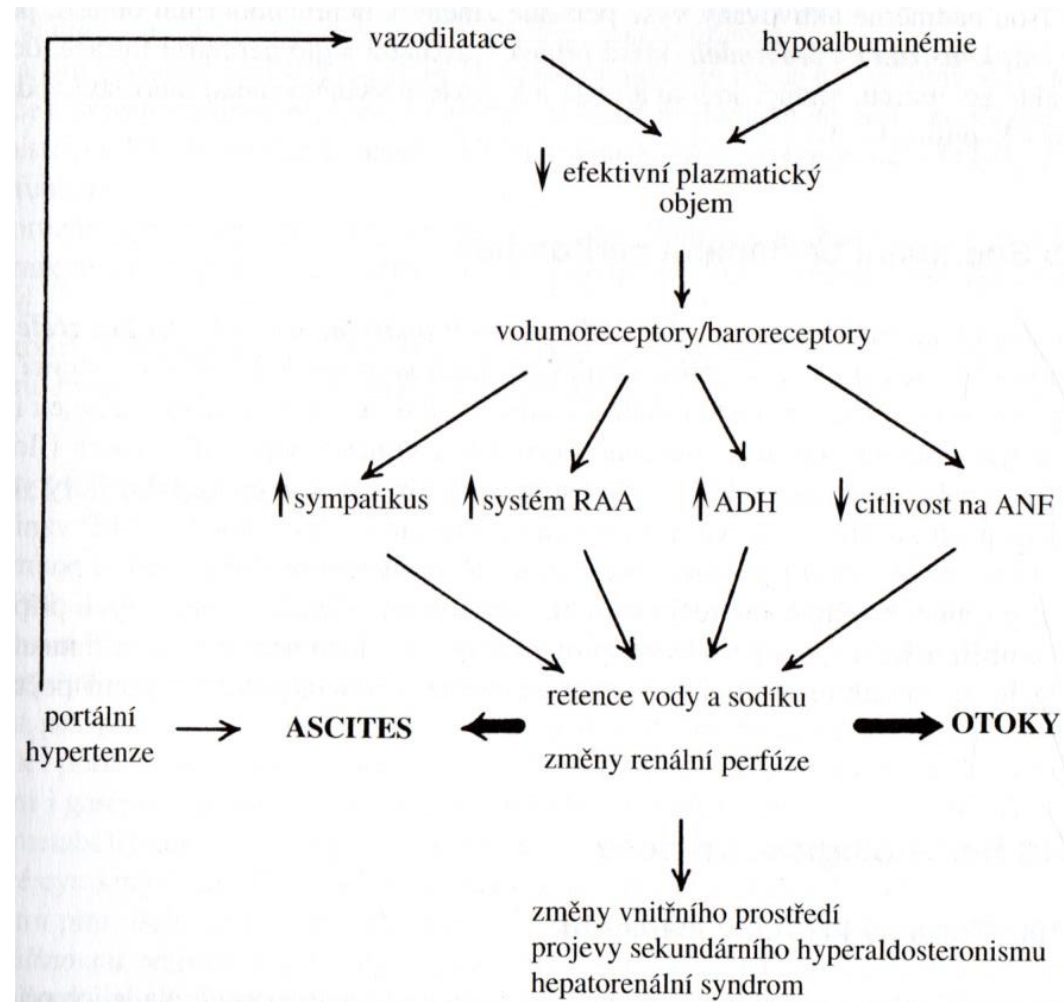 vazodilatace
hypoalbuminémie
efektivní plazmatický
objem
volumoreceptory/baroreceptory
sympatikus
systém RAA
ADH
citlivost na ANF
portální
hypertenze
ASCITES
retence vody a sodíku
změny renální perfúze
OTOKY
změny vnitřního prostředí
projevy sekundárního hyperaldosteronismu
hepatorenální syndrom